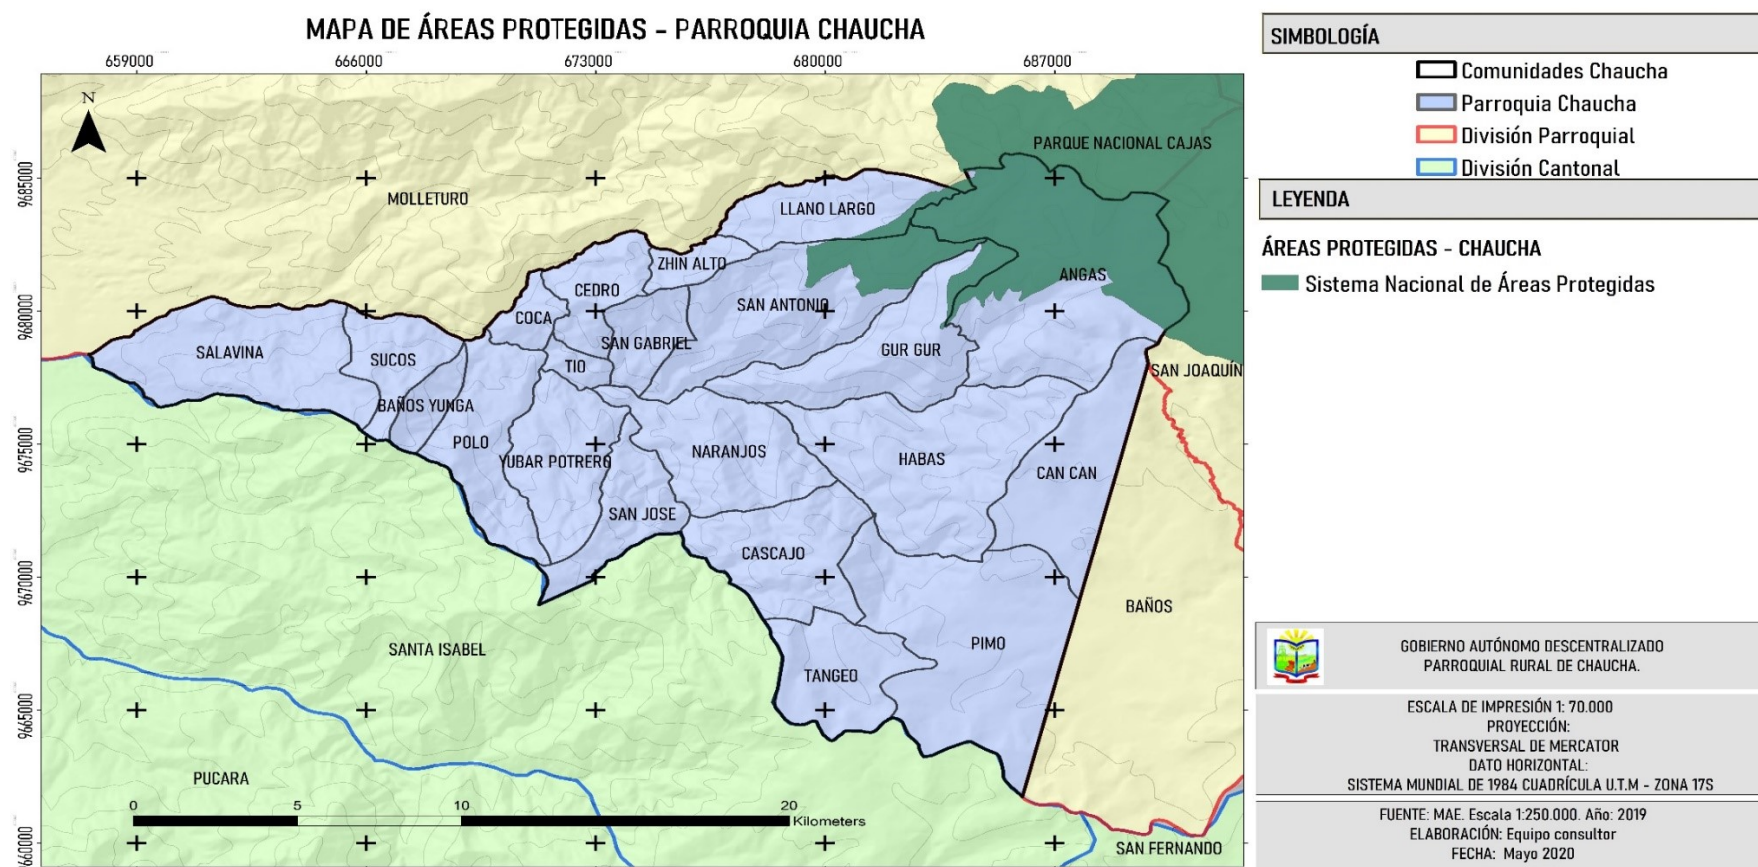 MAPA DE ÁREAS PROTEGIDAS - PARROQUIA CHAUCHA
659000 666000 673000 680000 687000
N
9685000
9680000
9675000
9670000
9665000
PARQUE NACIONAL CAJAS
MOLLETURO
LLANO LARGO
ZHIN ALTO
ANGAS
CEDRO
SAN ANTONIO
COCA
SAN GABRIEL
GUR GUR
SALAVINA
SUCOS
TIO
SAN JOAQUÍN
BAÑOS YUNGA
POLO
NARANJOS
YUBAR POTRERO
HABAS
CAN CAN
SAN JOSE
CASCAJO
BAÑOS
SANTA ISABEL
PIMO
TANGEO
PUCARA
0 5 10 20
Kilometers
SAN FERNANDO
SIMBOLOGÍA
Comunidades Chaucha
Parroquia Chaucha
División Parroquial
División Cantonal
LEYENDA
ÁREAS PROTEGIDAS - CHAUCHA
Sistema Nacional de Áreas Protegidas
GOBIERNO AUTÓNOMO DESCENTRALIZADO
PARROQUIAL RURAL DE CHAUCHA.
ESCALA DE IMPRESIÓN 1: 70.000
PROYECCIÓN:
TRANSVERSAL DE MERCATOR
DATO HORIZONTAL:
SISTEMA MUNDIAL DE 1984 CUADRÍCULA U.T.M - ZONA 17S
FUENTE: MAE. Escala 1:250.000. Año: 2019
ELABORACIÓN: Equipo consultor
FECHA: Mayo 2020